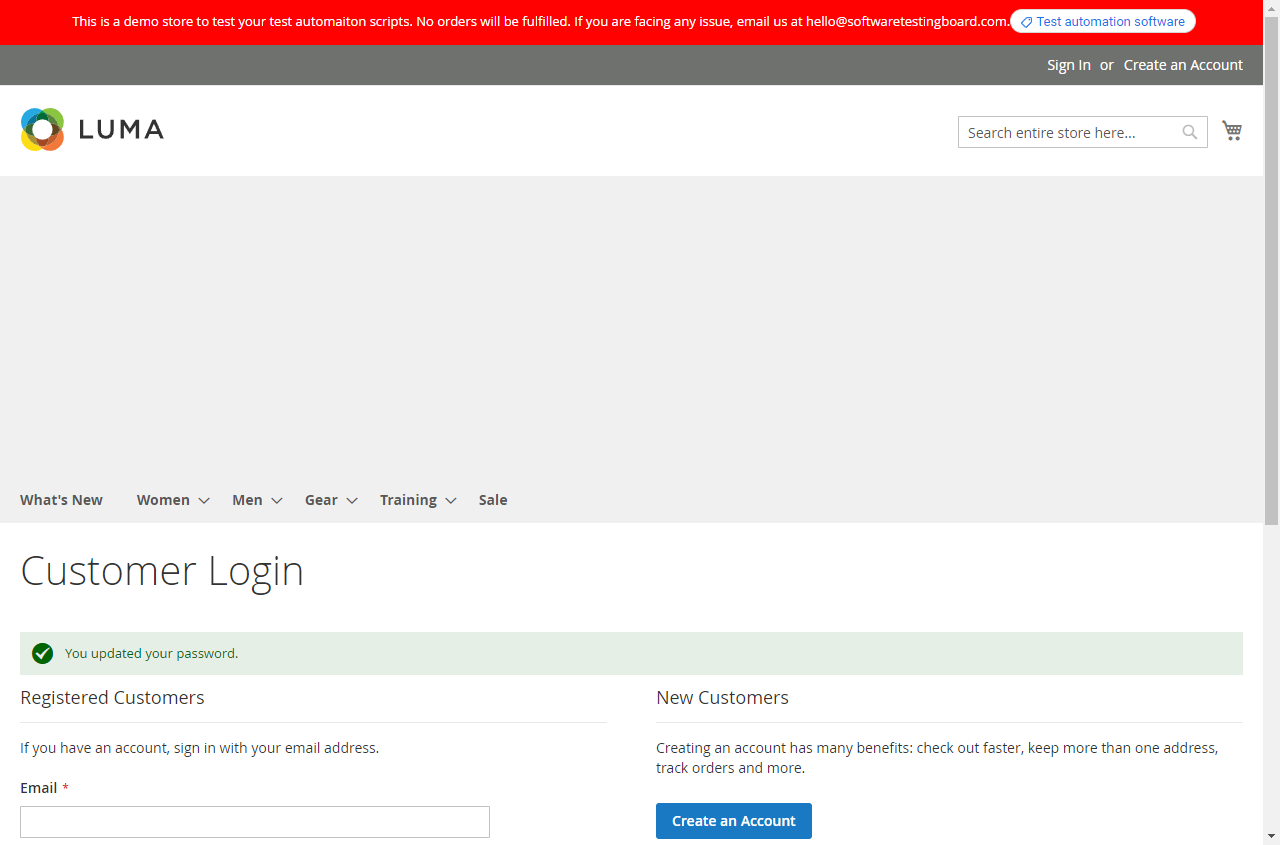 This is a demo store to test your test automaiton scripts. No orders will be fulfilled. If you are facing any issue, email us at hello@softwaretestingboard.com. Test automation software
Sign In or Create an Account
LUMA
Search entire store here...
What's New Women Men Gear Training Sale
Customer Login
You updated your password.
Registered Customers
If you have an account, sign in with your email address.
Email *
New Customers
Creating an account has many benefits: check out faster, keep more than one address,
track orders and more.
Create an Account